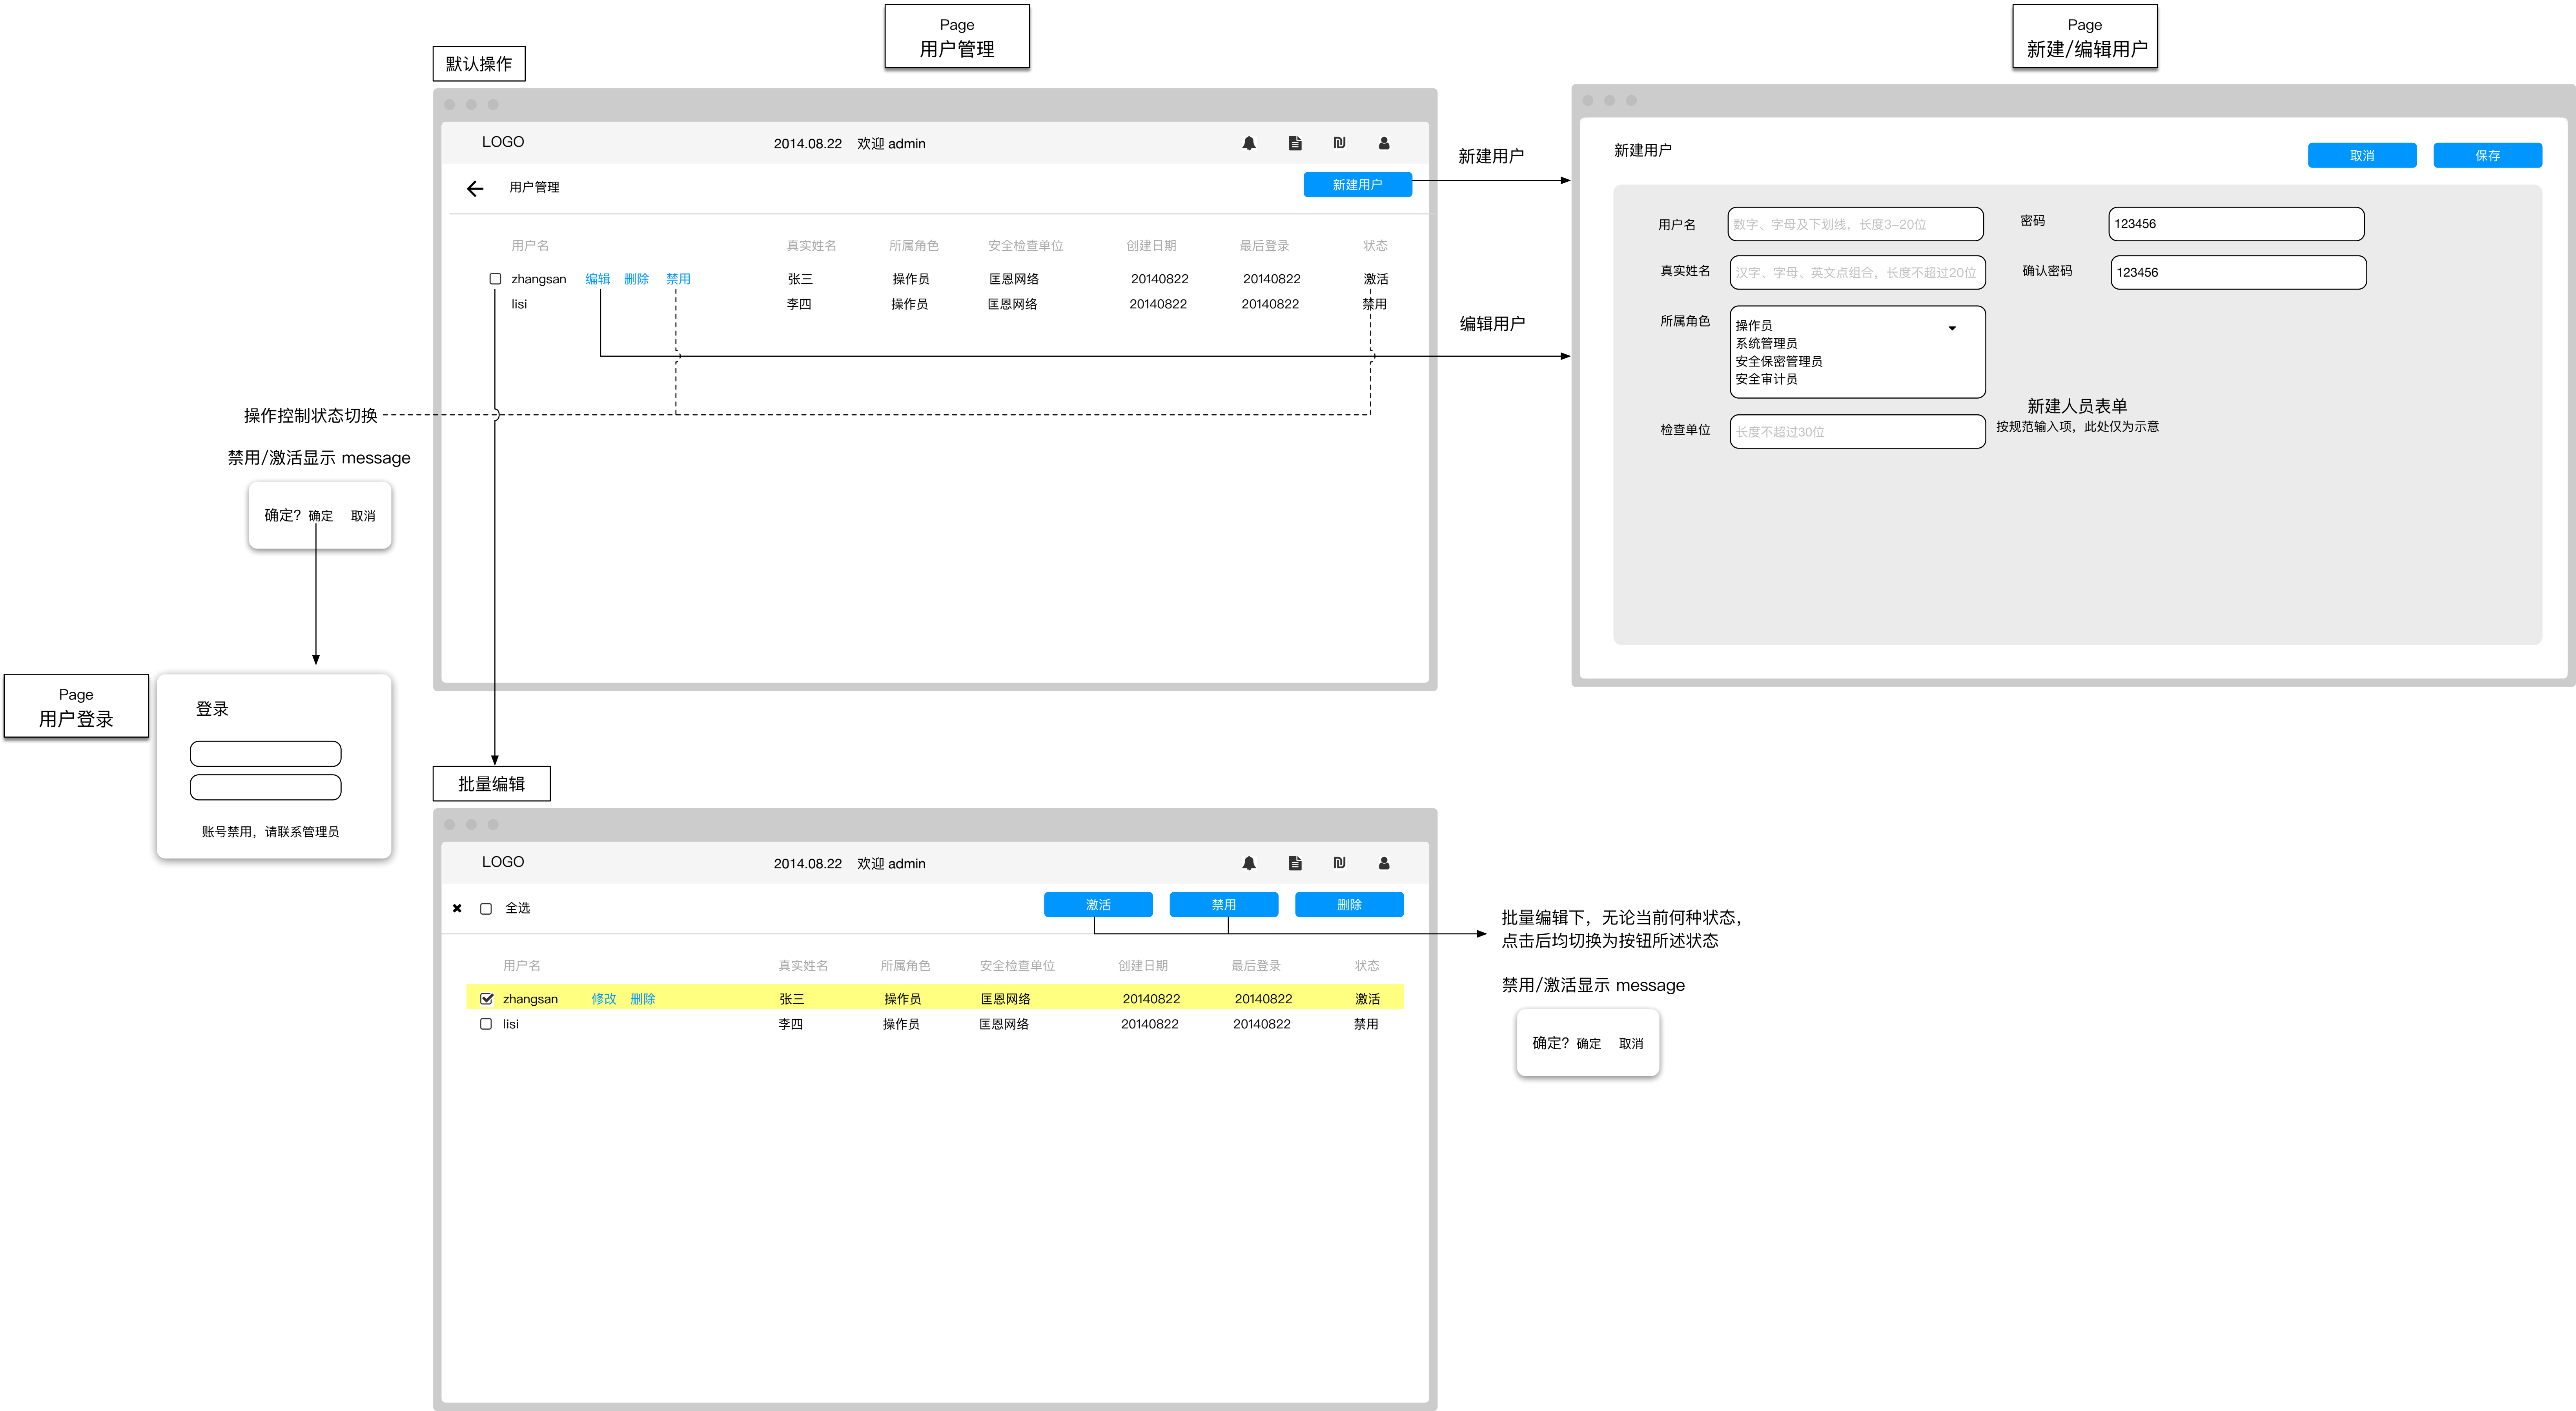 Page
用户管理
Page
新建/编辑用户
默认操作
LOGO
2014.08.22 欢迎 admin
用户管理
新建用户
用户名 真实姓名 所属角色 安全检查单位 创建日期 最后登录 状态
zhangsan 编辑 删除 禁用 张三 操作员 匡恩网络 20140822 20140822 激活
lisi 李四 操作员 匡恩网络 20140822 20140822 禁用
新建用户
编辑用户
新建用户
取消
保存
用户名 数字、字母及下划线，长度3-20位
密码 123456
真实姓名 汉字、字母、英文点组合，长度不超过20位
确认密码 123456
所属角色 操作员
系统管理员
安全保密管理员
安全审计员
新建人员表单
按规范输入项，此处仅为示意
检查单位 长度不超过30位
操作控制状态切换
禁用/激活显示 message
确定? 确定 取消
Page
用户登录
登录
账号禁用，请联系管理员
批量编辑
LOGO
2014.08.22 欢迎 admin
全选
激活
禁用
删除
用户名 真实姓名 所属角色 安全检查单位 创建日期 最后登录 状态
zhangsan 修改 删除 张三 操作员 匡恩网络 20140822 20140822 激活
lisi 李四 操作员 匡恩网络 20140822 20140822 禁用
批量编辑下，无论当前何种状态，
点击后均切换为按钮所述状态
禁用/激活显示 message
确定? 确定 取消